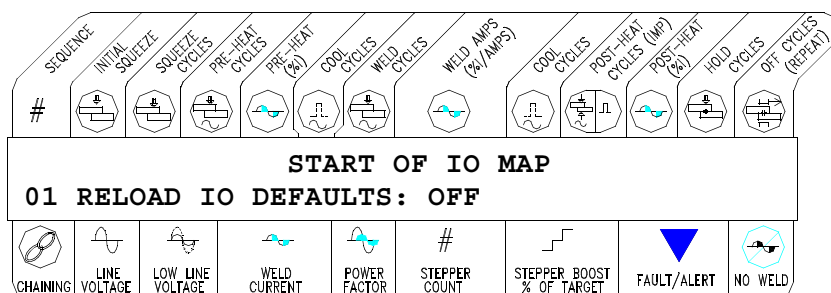 SEQUENCE
INITIAL
SQUEEZE
SQUEEZE
CYCLES
PRE-HEAT
CYCLES
PRE-HEAT
(%I)
COOL
CYCLES
WELD
CYCLES
WELD AMPS
(%I/AMPS)
COOL
CYCLES
POST-HEAT
CYCLES (IMP)
POST-HEAT
(%I)
HOLD
CYCLES
OFF CYCLES
(REPEAT)
#
START OF IO MAP
01 RELOAD IO DEFAULTS: OFF
CHAINING
LINE
VOLTAGE
LOW LINE
VOLTAGE
WELD
CURRENT
POWER
FACTOR
#
STEPPER
COUNT
STEPPER BOOST
% OF TARGET
FAULT/ALERT
NO WELD